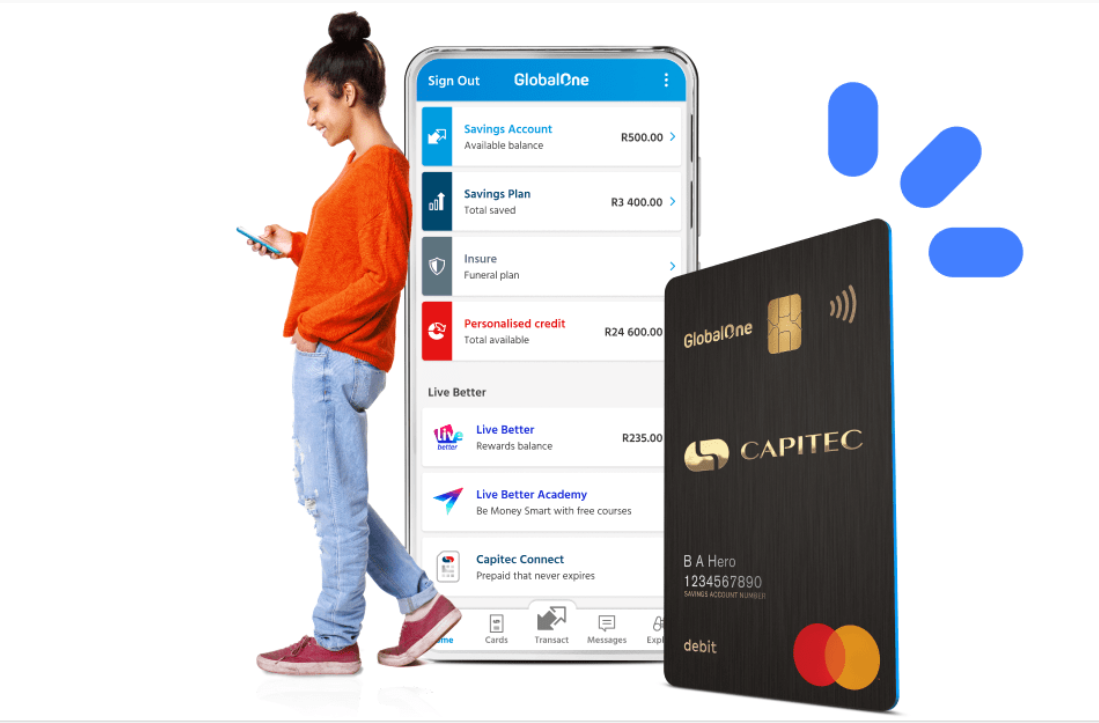 Sign Out
GlobalOne
Savings Account
Available balance
R500.00
Savings Plan
Total saved
R3 400.00
Insure
Funeral plan
Personalised credit
Total available
R24 600.00
Live Better
Live
better
Live Better
Rewards balance
R235.00
Live Better Academy
Be Money Smart with free courses
Capitec Connect
Prepaid that never expires
me
Cards
Transact
Messages
Expl
GlobalOne
CAPITEC
B A Hero
1234567890
SAVINGS ACCOUNT NUMBER
debit